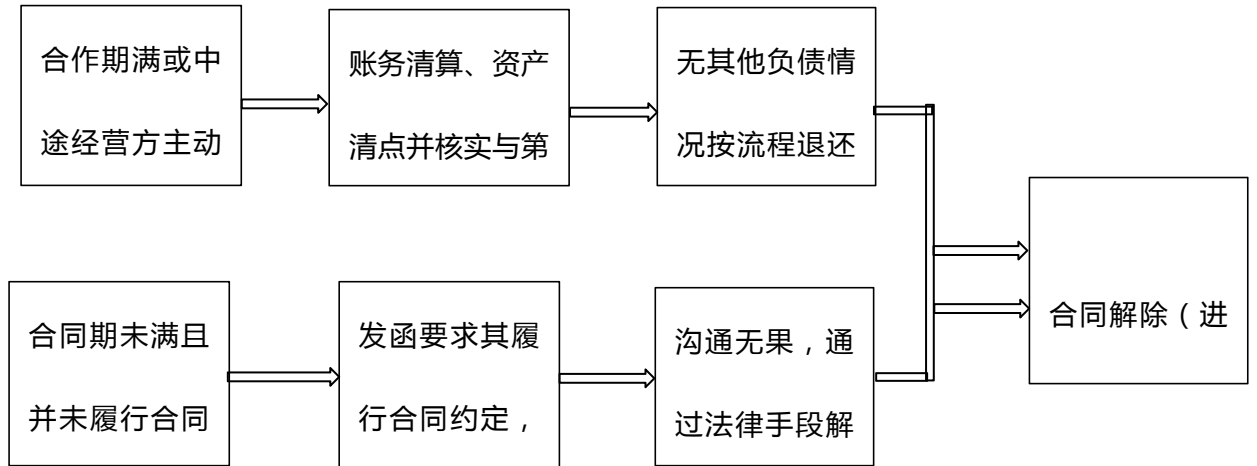 合作期满或中
途经营方主动
账务清算、资产
清点并核实与第
无其他负债情
况按流程退还
合同解除（进
合同期未满且
并未履行合同
发函要求其履
行合同约定，
沟通无果，通
过法律手段解